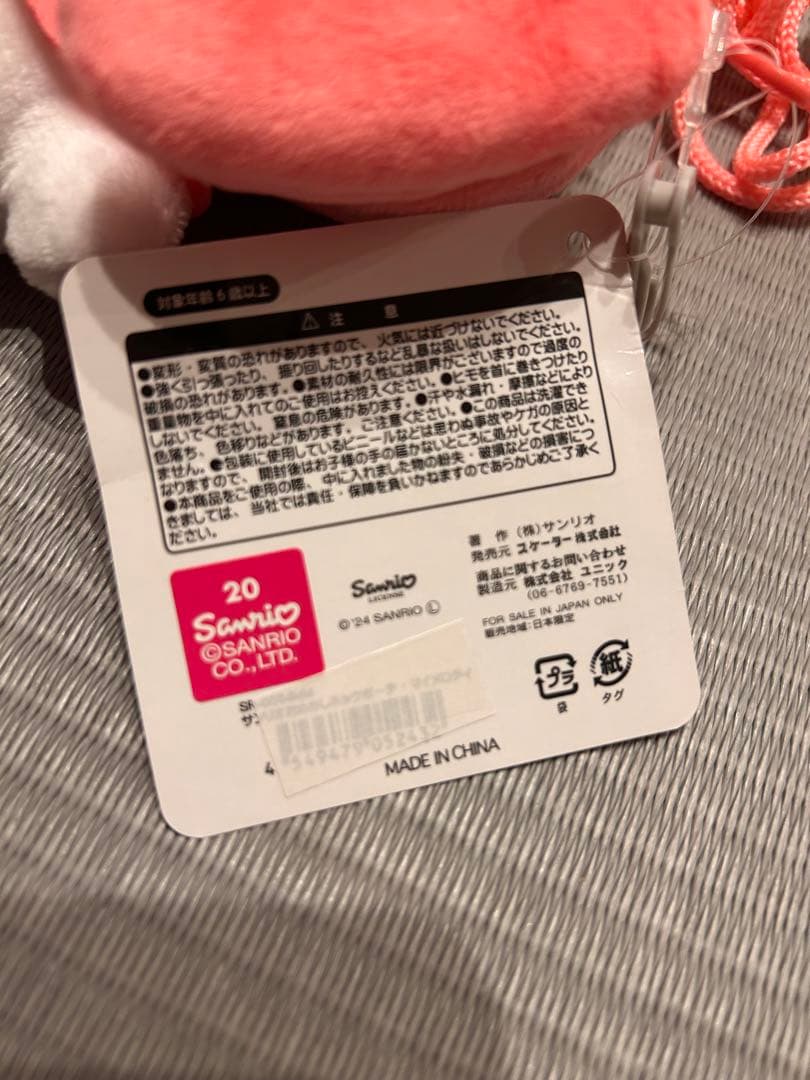 対象年齢6歳以上
⚠注 意
●変形・変質の恐れがありますので、火気には近づけないでください。
●強く引っ張ったり、振り回したりするなど乱暴な扱いはしないでください。
破損の恐れがあります。●素材の耐久性には限界がございますので過度の
重量物を中に入れてのご使用はお控えください。●ヒモを首に巻きつけたり
しないでください。窒息の危険があります。●汗や水漏れ・摩擦などにより
色落ち、色移りなどがあります。ご注意ください。●この商品は洗濯でき
ません。●包装に使用しているビニールなどは思わぬ事故やケガの原因と
なりますので、開封後はお子様の手の届かないところに処分してください。
●本商品をご使用の際、中に入れました物の紛失・破損などの損害につ
きましては、当社では責任・保障を負いかねますのであらかじめご了承く
ださい。
著 作 (株)サンリオ
発売元 スケーター株式会社
商品に関するお問い合わせ
製造元 株式会社 ユニック
(06-6769-7551)
FOR SALE IN JAPAN ONLY
販売地域:日本限定
20
Sanrio
©SANRIO
CO., LTD.
Sanrio
LICENSE
©'24 SANRIO Ⓛ
プラ
袋
紙
タグ
SR
サン
4
MADE IN CHINA